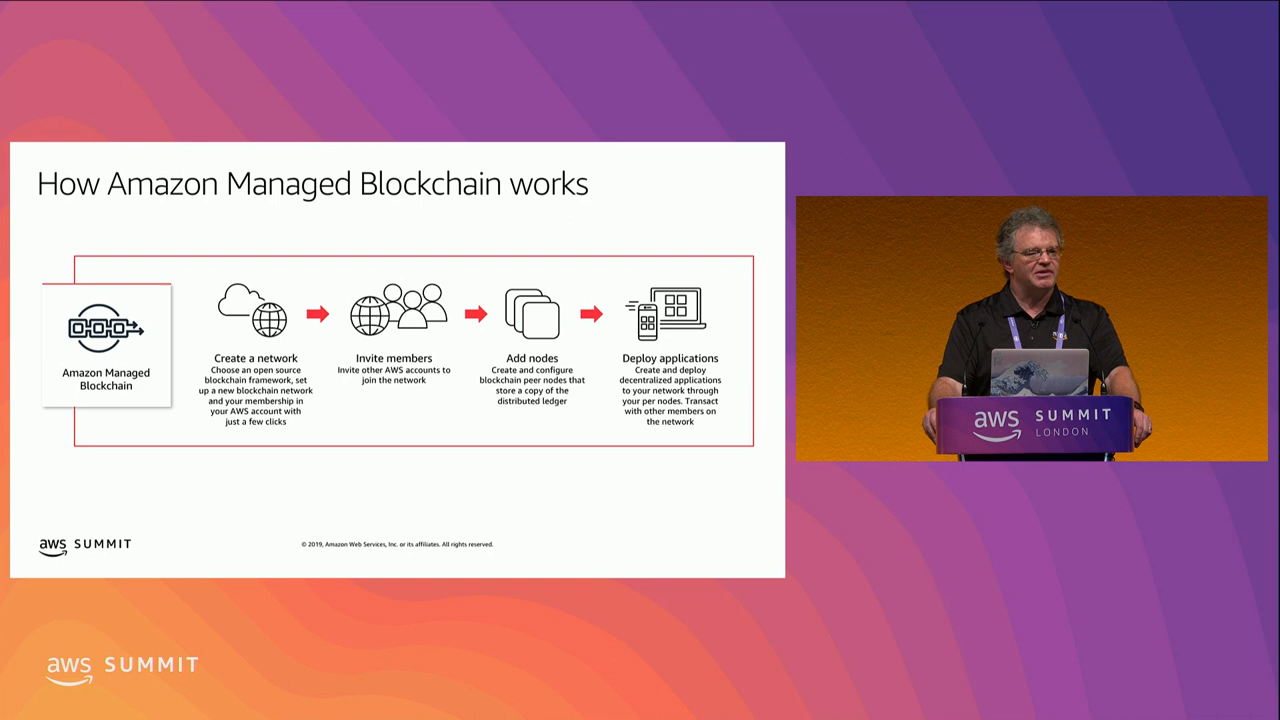 How Amazon Managed Blockchain works
Amazon Managed
Blockchain
Create a network
Choose an open source
blockchain framework, set
up a new blockchain network
and your membership in
your AWS account with
just a few clicks
Invite members
Invite other AWS accounts to
join the network
Add nodes
Create and configure
blockchain peer nodes that
store a copy of the
distributed ledger
Deploy applications
Create and deploy
decentralized applications
to your network through
your per nodes. Transact
with other members on
the network
aws SUMMIT
© 2019, Amazon Web Services, Inc. or its affiliates. All rights reserved.
aws SUMMIT
LONDON
aws SUMMIT